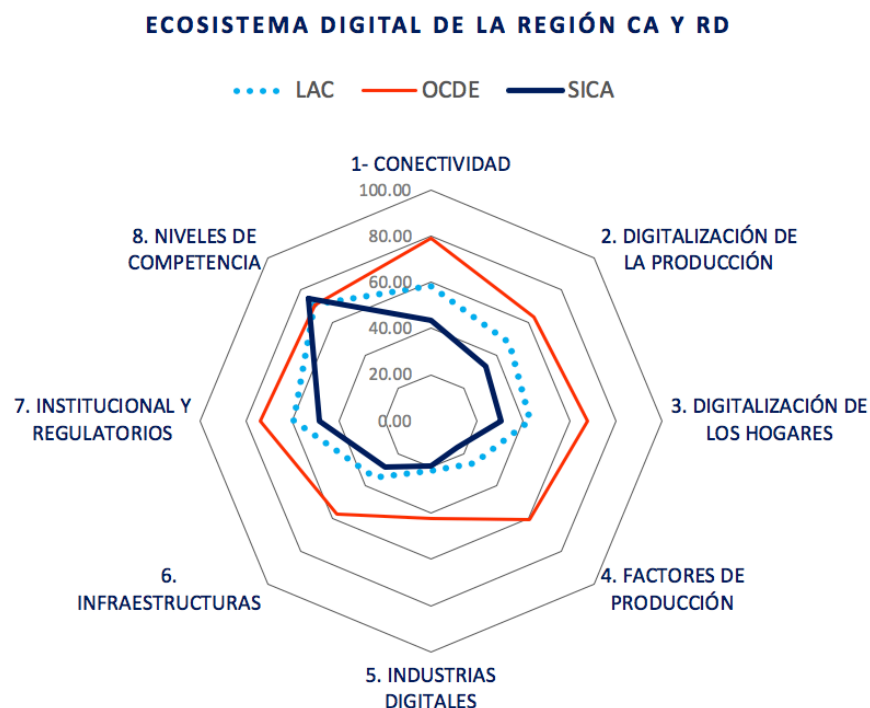 ECOSISTEMA DIGITAL DE LA REGIÓN CA Y RD
LAC OCDE SICA
1- CONECTIVIDAD
100.00
80.00
60.00
40.00
20.00
0.00
2. DIGITALIZACIÓN DE
LA PRODUCCIÓN
3. DIGITALIZACIÓN DE
LOS HOGARES
4. FACTORES DE
PRODUCCIÓN
5. INDUSTRIAS
DIGITALES
6.
INFRAESTRUCTURAS
7. INSTITUCIONAL Y
REGULATORIOS
8. NIVELES DE
COMPETENCIA